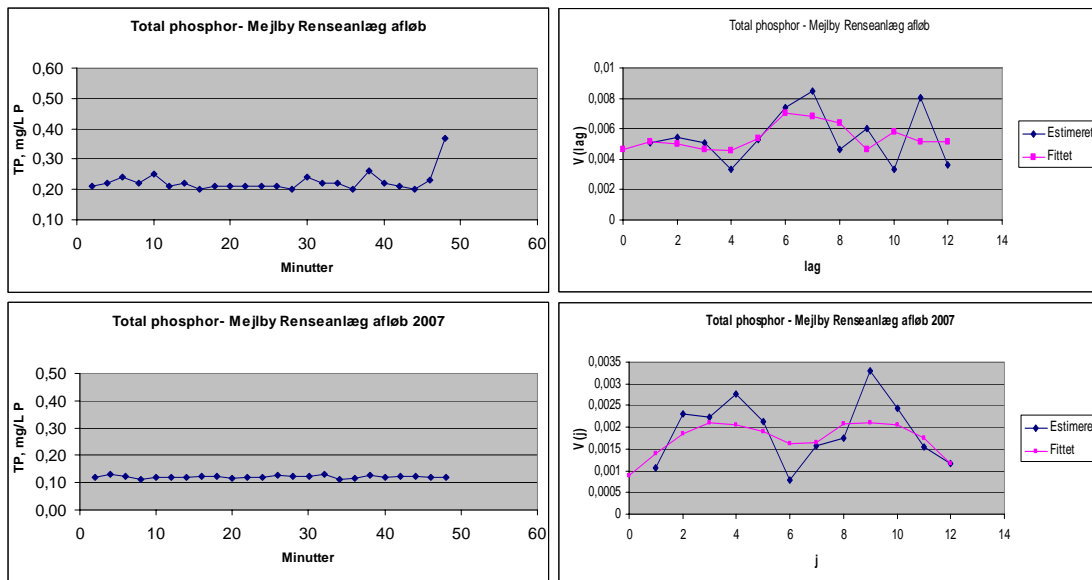 Total phosphor- Mejlby Renseanlæg afløb
TP, mg/L P
0,60
0,50
0,40
0,30
0,20
0,10
0 10 20 30 40 50 60
Minutter
Total phosphor - Mejlby Renseanlæg afløb
V (lag)
0,01
0,008
0,006
0,004
0,002
0
0 2 4 6 8 10 12 14
lag
Estimeret
Fittet
Total phosphor- Mejlby Renseanlæg afløb 2007
TP, mg/L P
0,50
0,40
0,30
0,20
0,10
0,00
0 10 20 30 40 50 60
Minutter
Total phosphor - Mejlby Renseanlæg afløb 2007
V (j)
0,0035
0,003
0,0025
0,002
0,0015
0,001
0,0005
0
0 2 4 6 8 10 12 14
j
Estimeret
Fittet